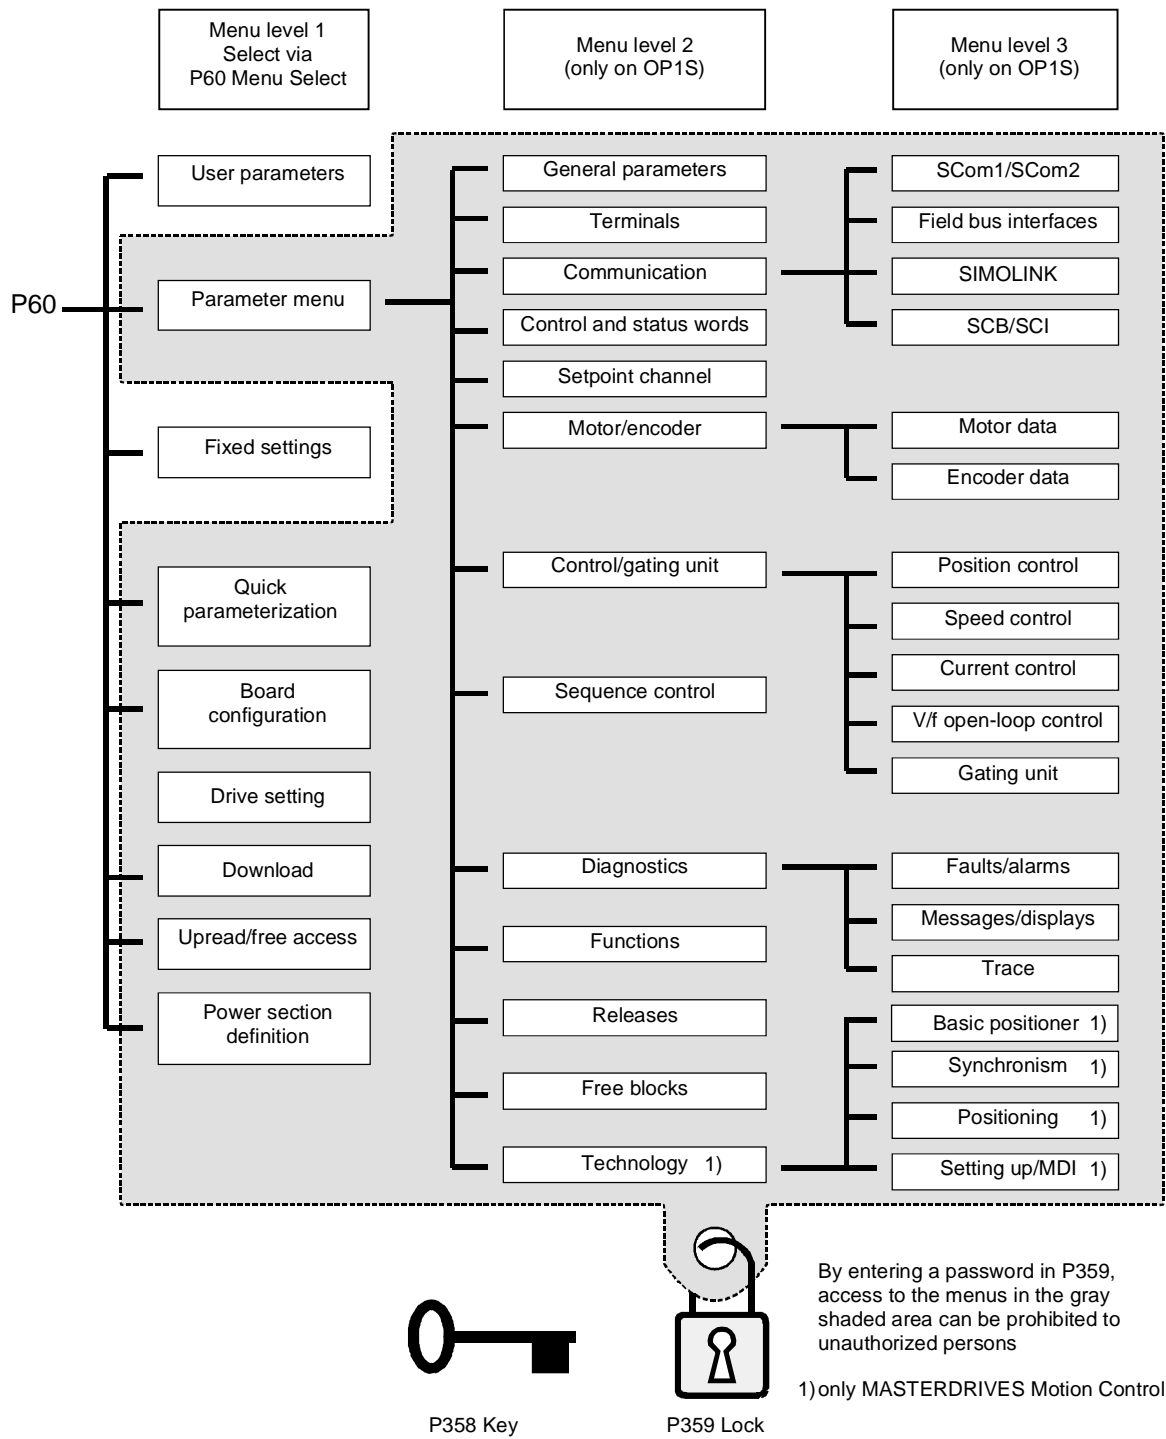 Menu level 1
Select via
P60 Menu Select
Menu level 2
(only on OP1S)
Menu level 3
(only on OP1S)
P60
User parameters
Parameter menu
Fixed settings
Quick
parameterization
Board
configuration
Drive setting
Download
Upread/free access
Power section
definition
General parameters
Terminals
Communication
Control and status words
Setpoint channel
Motor/encoder
Control/gating unit
Sequence control
Diagnostics
Functions
Releases
Free blocks
Technology 1)
SCom1/SCom2
Field bus interfaces
SIMOLINK
SCB/SCI
Motor data
Encoder data
Position control
Speed control
Current control
V/f open-loop control
Gating unit
Faults/alarms
Messages/displays
Trace
Basic positioner 1)
Synchronism 1)
Positioning 1)
Setting up/MDI 1)
By entering a password in P359,
access to the menus in the gray
shaded area can be prohibited to
unauthorized persons
1) only MASTERDRIVES Motion Control
P358 Key
P359 Lock